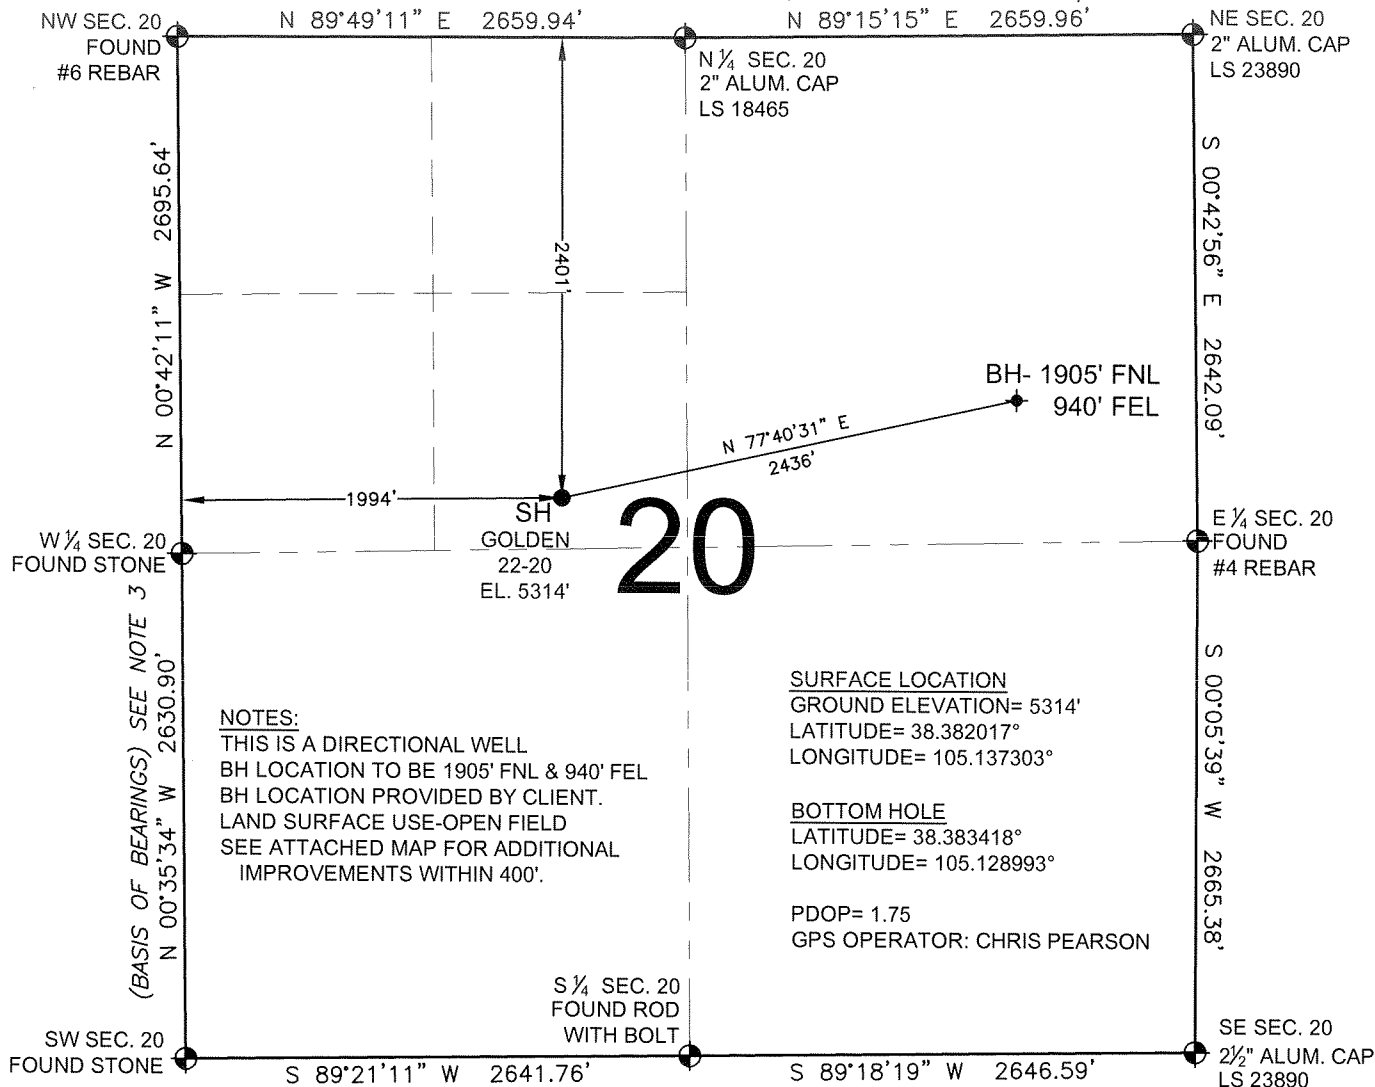 N 89°49'11" E 2659.94'
N 89°15'15" E 2659.96'
NW SEC. 20
FOUND
#6 REBAR
N 1/4 SEC. 20
2" ALUM. CAP
LS 18465
NE SEC. 20
2" ALUM. CAP
LS 23890
N 00°42'11" W 2695.64'
2401'
S 00°42'56" E 2642.09'
BH- 1905' FNL
940' FEL
N 77°40'31" E
2436'
1994'
SH
GOLDEN
22-20
EL. 5314'
20
W 1/4 SEC. 20
FOUND STONE
E 1/4 SEC. 20
FOUND
#4 REBAR
(BASIS OF BEARINGS) SEE NOTE 3
N 00°35'34" W 2630.90'
NOTES:
THIS IS A DIRECTIONAL WELL
BH LOCATION TO BE 1905' FNL & 940' FEL
BH LOCATION PROVIDED BY CLIENT.
LAND SURFACE USE-OPEN FIELD
SEE ATTACHED MAP FOR ADDITIONAL
IMPROVEMENTS WITHIN 400'.
SURFACE LOCATION
GROUND ELEVATION= 5314'
LATITUDE= 38.382017°
LONGITUDE= 105.137303°
BOTTOM HOLE
LATITUDE= 38.383418°
LONGITUDE= 105.128993°
PDOP= 1.75
GPS OPERATOR: CHRIS PEARSON
S 00°05'39" W 2665.38'
SW SEC. 20
FOUND STONE
S 1/4 SEC. 20
FOUND ROD
WITH BOLT
SE SEC. 20
2½" ALUM. CAP
LS 23890
S 89°21'11" W 2641.76'
S 89°18'19" W 2646.59'